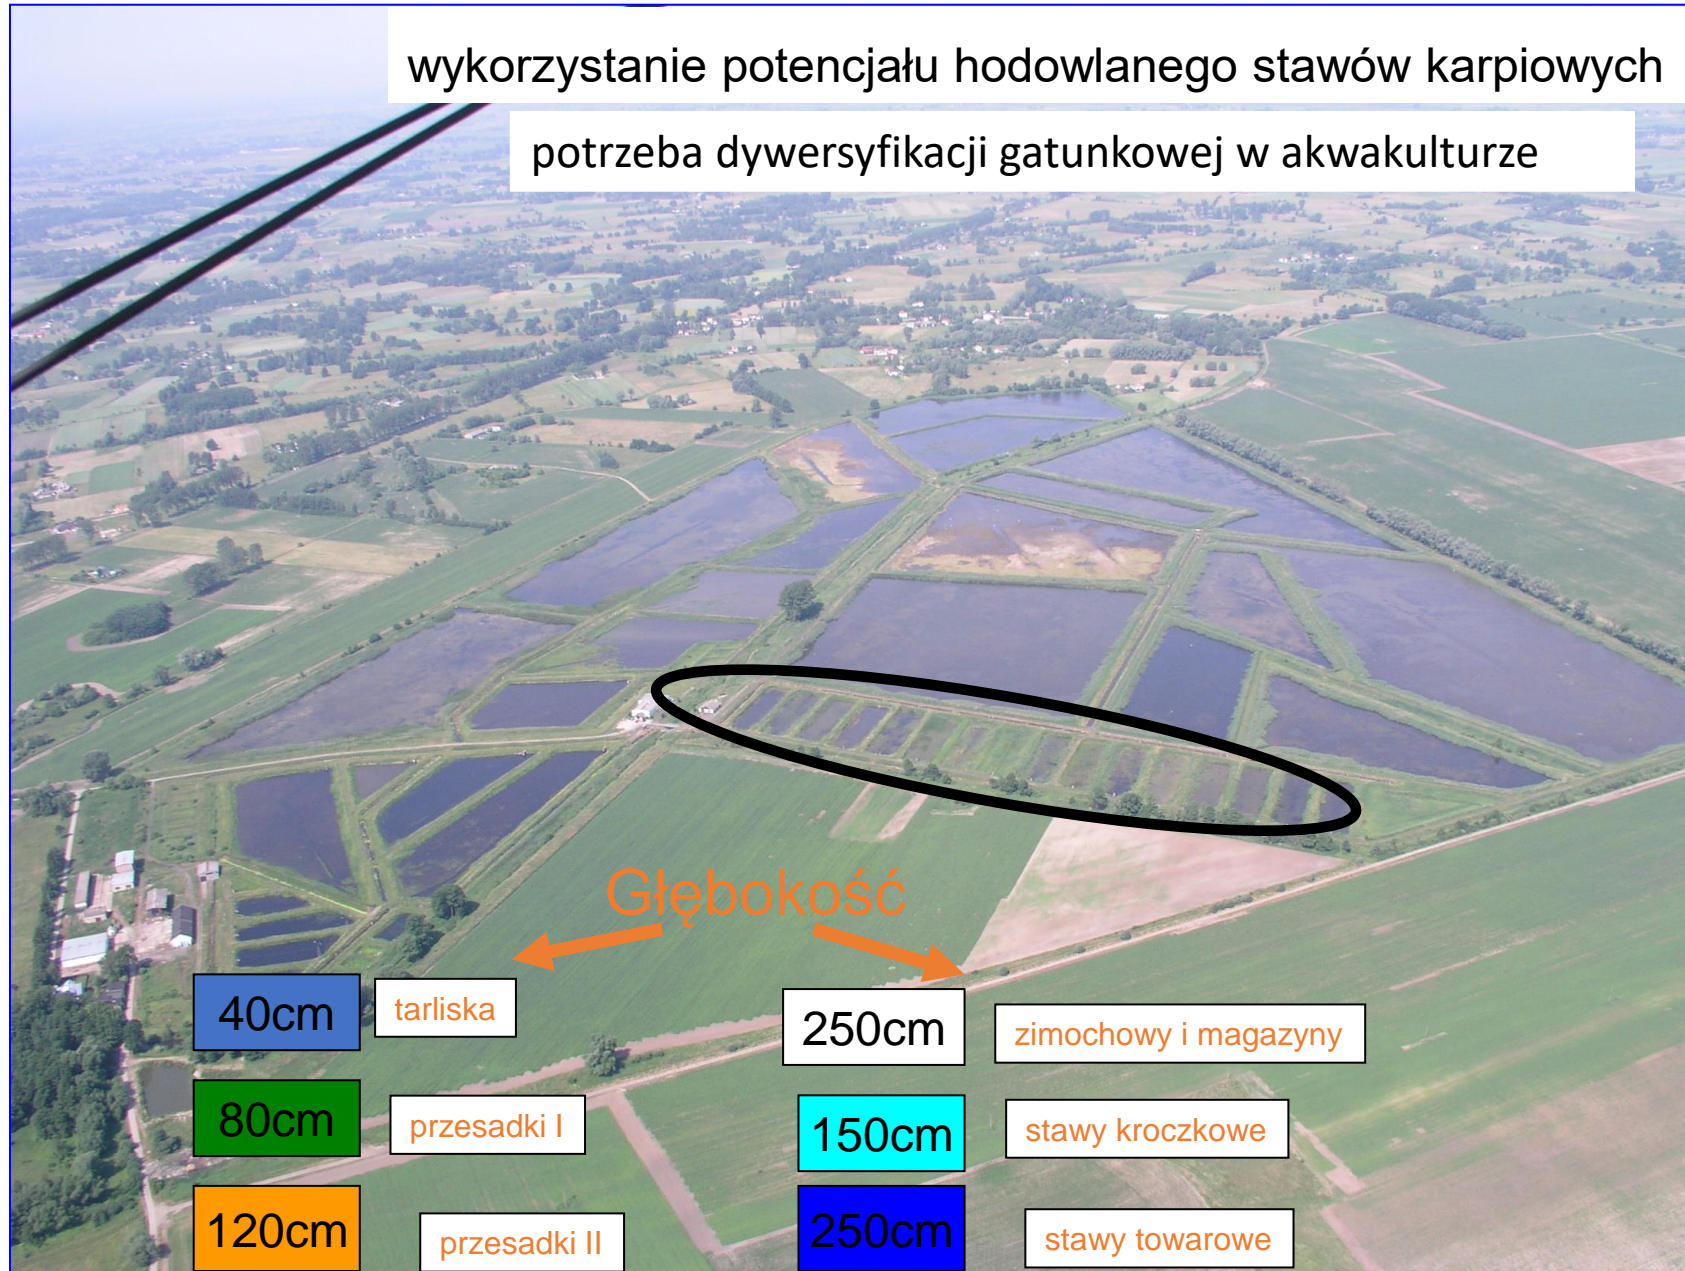 wykorzystanie potencjału hodowlanego stawów karpiowych
potrzeba dywersyfikacji gatunkowej w akwakulturze
Głębokość
40cm tarliska
80cm przesadki I
120cm przesadki II
250cm zimochowy i magazyny
150cm stawy kroczkowe
250cm stawy towarowe